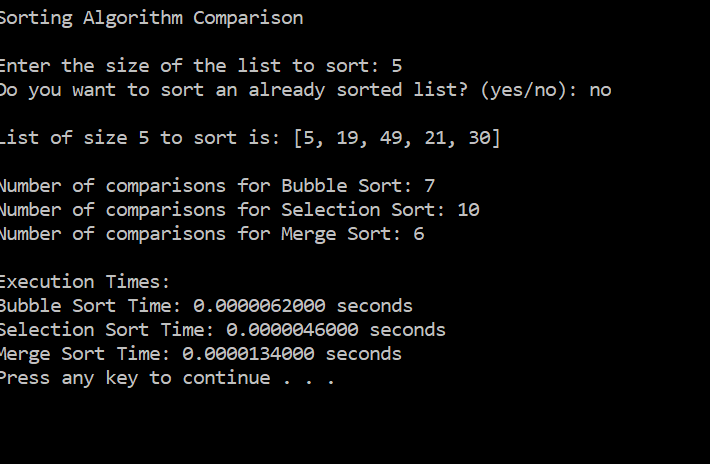 Sorting Algorithm Comparison
Enter the size of the list to sort: 5
Do you want to sort an already sorted list? (yes/no): no
List of size 5 to sort is: [5, 19, 49, 21, 30]
Number of comparisons for Bubble Sort: 7
Number of comparisons for Selection Sort: 10
Number of comparisons for Merge Sort: 6
Execution Times:
Bubble Sort Time: 0.0000062000 seconds
Selection Sort Time: 0.0000046000 seconds
Merge Sort Time: 0.0000134000 seconds
Press any key to continue . . .